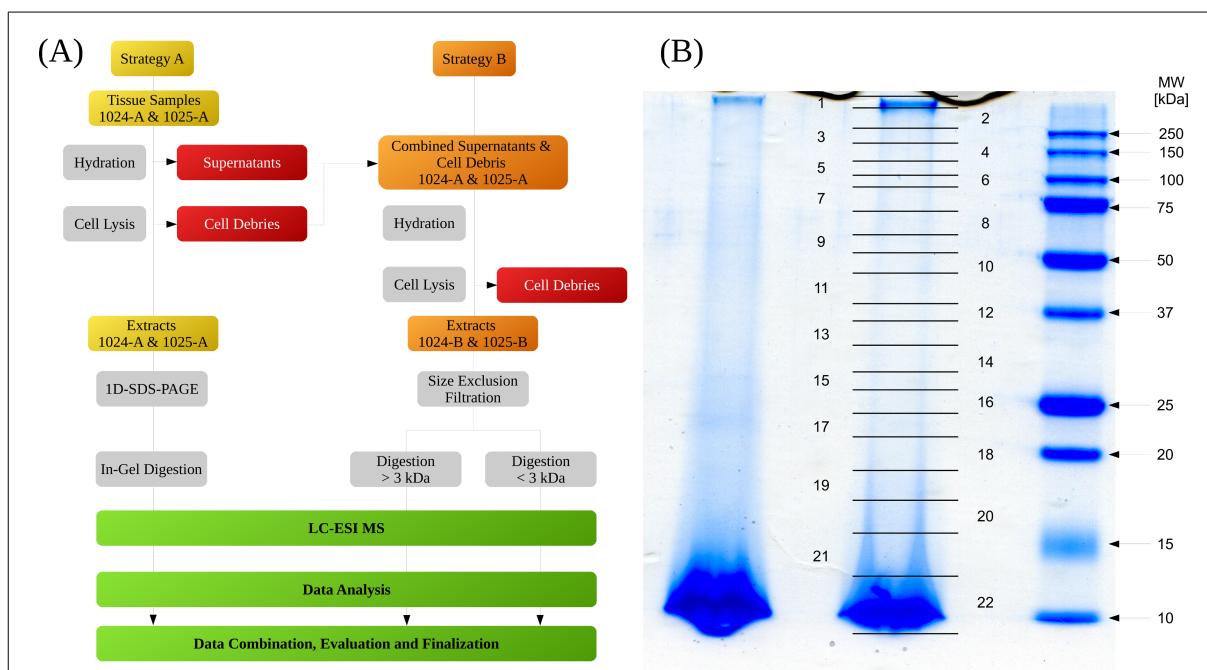 (A)
Strategy A
Strategy B
Tissue Samples
1024-A & 1025-A
Hydration
Supernatants
Cell Lysis
Cell Debries
Combined Supernatants &
Cell Debris
1024-A & 1025-A
Hydration
Cell Lysis
Cell Debries
Extracts
1024-A & 1025-A
Extracts
1024-B & 1025-B
1D-SDS-PAGE
Size Exclusion
Filtration
In-Gel Digestion
Digestion
> 3 kDa
Digestion
< 3 kDa
LC-ESI MS
Data Analysis
Data Combination, Evaluation and Finalization
(B)
MW
[kDa]
1
2
3
4
5
6
7
8
9
10
11
12
13
14
15
16
17
18
19
20
21
22
250
150
100
75
50
37
25
20
15
10